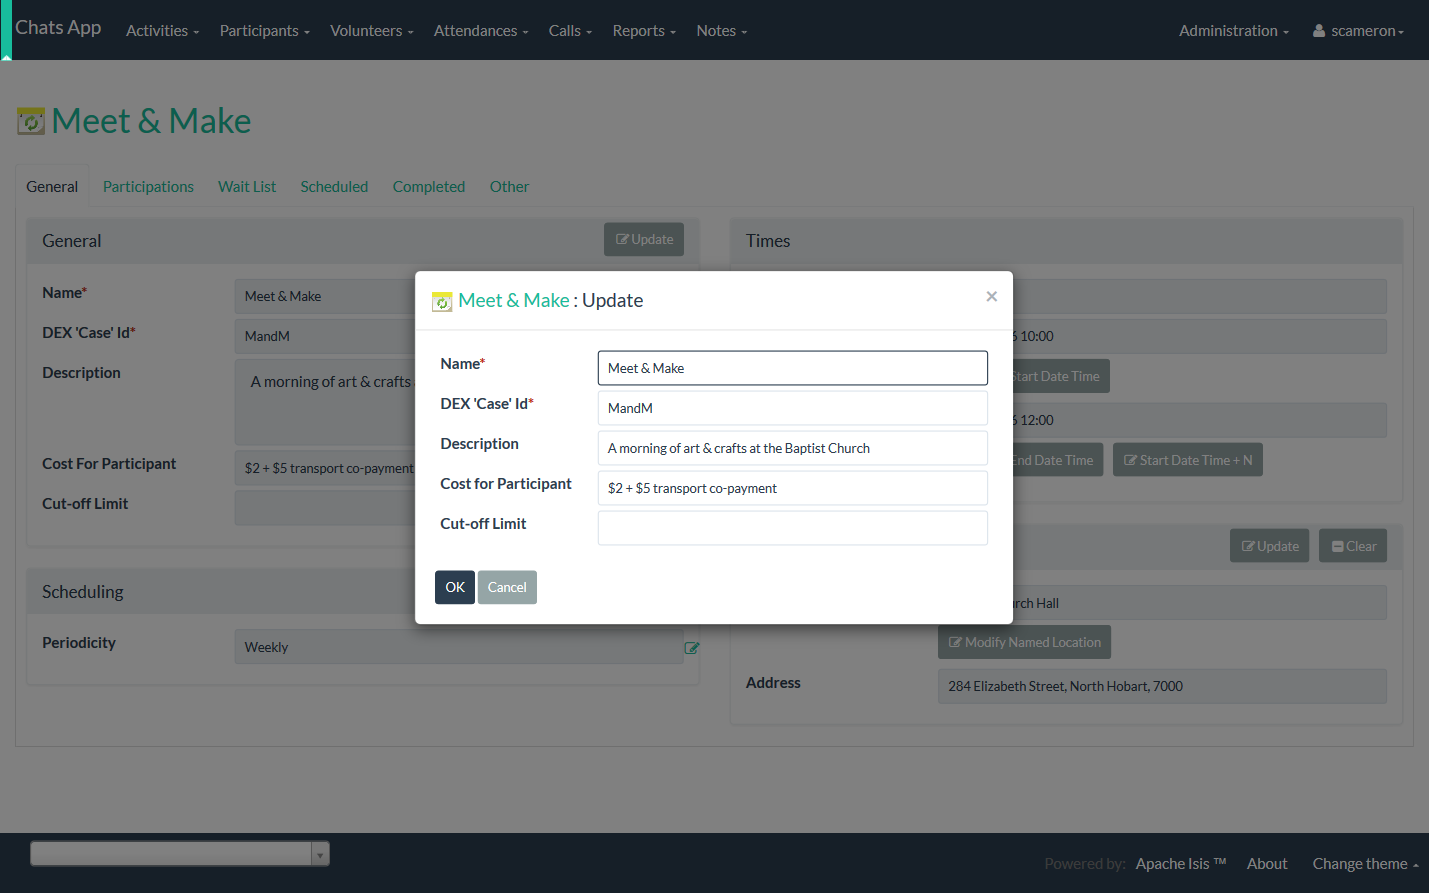 Chats App Activities Participants Volunteers Attendances Calls Reports Notes Administration scameron
Meet & Make
General Participations Wait List Scheduled Completed Other
General Update
Name* Meet & Make
DEX 'Case' Id* MandM
Description A morning of art & crafts
Cost For Participant $2 + $5 transport co-payment
Cut-off Limit
Scheduling
Periodicity Weekly
Times
10:00
Start Date Time
12:00
End Date Time Start Date Time + N
Update Clear
Hall
Modify Named Location
Address 284 Elizabeth Street, North Hobart, 7000
Meet & Make : Update ×
Name* Meet & Make
DEX 'Case' Id* MandM
Description A morning of art & crafts at the Baptist Church
Cost for Participant $2 + $5 transport co-payment
Cut-off Limit
OK Cancel
Powered by: Apache Isis ™ About Change theme